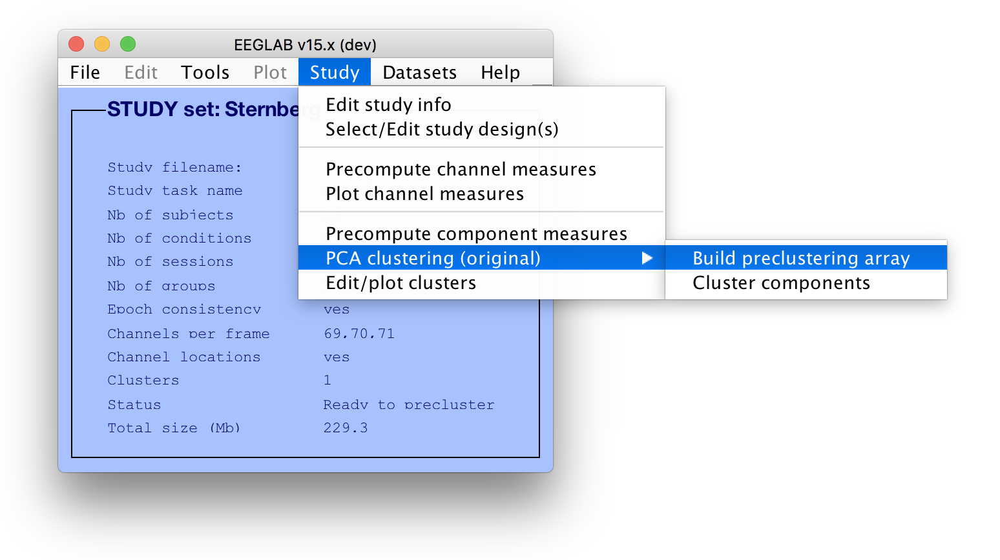 EEGLAB v15.x (dev)
File Edit Tools Plot Study Datasets Help
STUDY set: Sternberg
Edit study info
Select/Edit study design(s)
Precompute channel measures
Plot channel measures
Precompute component measures
PCA clustering (original)
Edit/plot clusters
Build preclustering array
Cluster components
Study filename:
Study task name
Nb of subjects
Nb of conditions
Nb of sessions
Nb of groups
Epoch consistency yes
Channels per frame 69,70,71
Channel locations yes
Clusters 1
Status Ready to precluster
Total size (Mb) 229.3